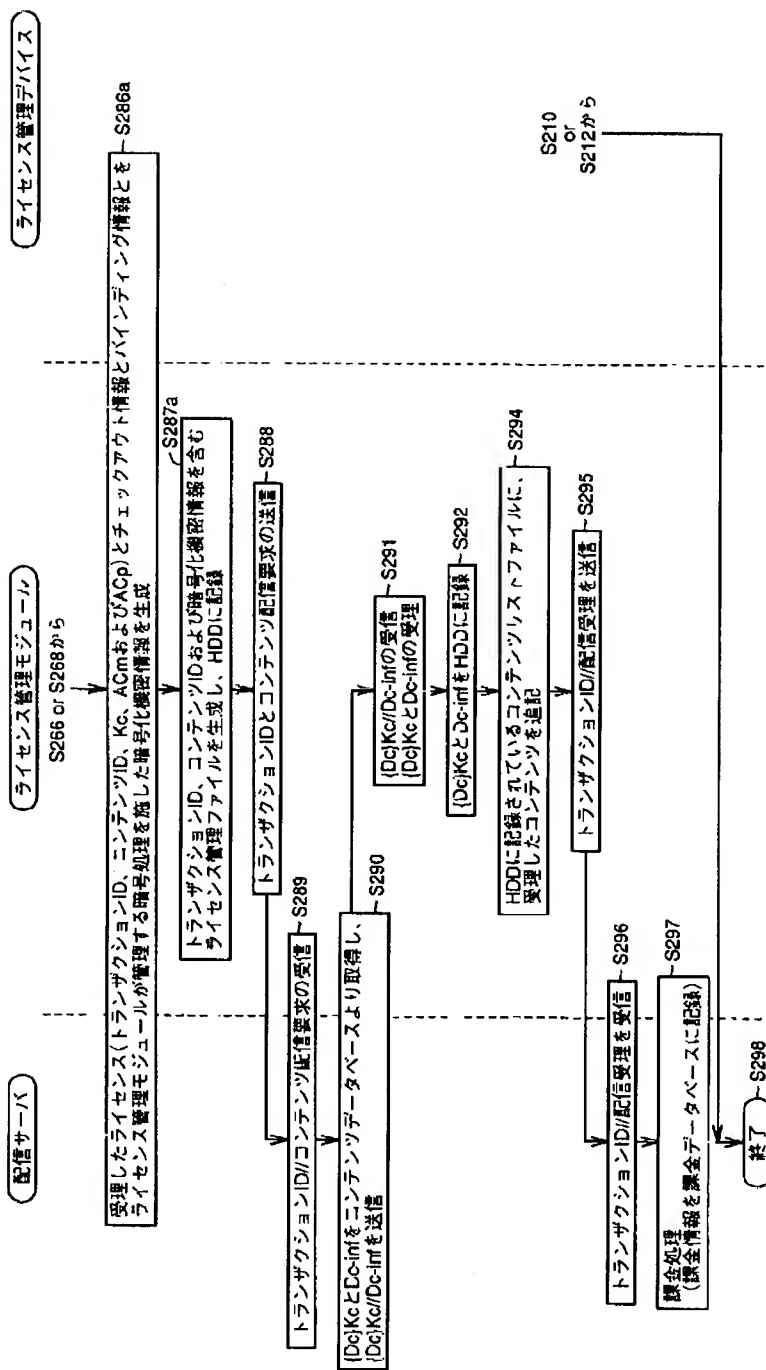 配信サーバ
ライセンス管理モジュール
ライセンス管理デバイス
S266 or S268から
受理したライセンス(トランザクションID、コンテンツID、Kc、ACmおよびACp)とチェックアウト情報とバインディング情報とを
ライセンス管理モジュールが管理する暗号処理を施した暗号化機密情報を生成
S286a
トランザクションID、コンテンツIDおよび暗号化機密情報を含む
ライセンス管理ファイルを生成し、HDDに記録
S287a
トランザクションIDとコンテンツ配信要求の送信
S288
トランザクションID//コンテンツ配信要求の受信
S289
{Dc}KcとDc-infをコンテンツデータベースより取得し、
{Dc}Kc//Dc-infを送信
S290
{Dc}Kc//Dc-infの受信
{Dc}KcとDc-infの受理
S291
{Dc}KcとDc-infをHDDに記録
S292
HDDに記録されているコンテンツリストファイルに、
受理したコンテンツを追記
S294
トランザクションID//配信受理を送信
S295
トランザクションID//配信受理を受信
S296
課金処理
(課金情報を課金データベースに記録)
S297
S210
or
S212から
終了
S298